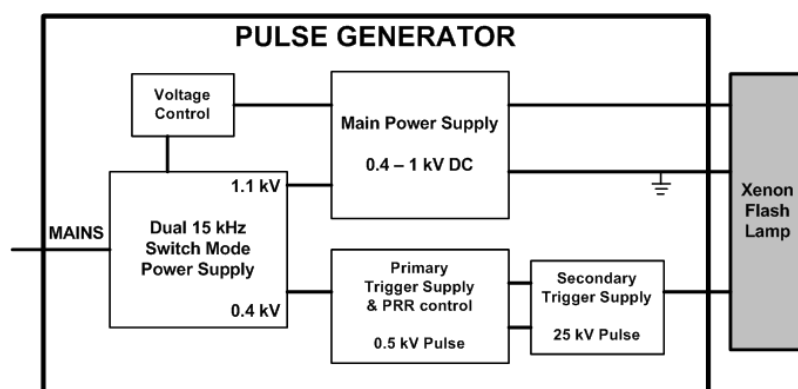 PULSE GENERATOR
Voltage
Control
Main Power Supply
0.4 – 1 kV DC
1.1 kV
MAINS
Dual 15 kHz
Switch Mode
Power Supply
0.4 kV
Primary
Trigger Supply
& PRR control
0.5 kV Pulse
Secondary
Trigger Supply
25 kV Pulse
Xenon
Flash
Lamp